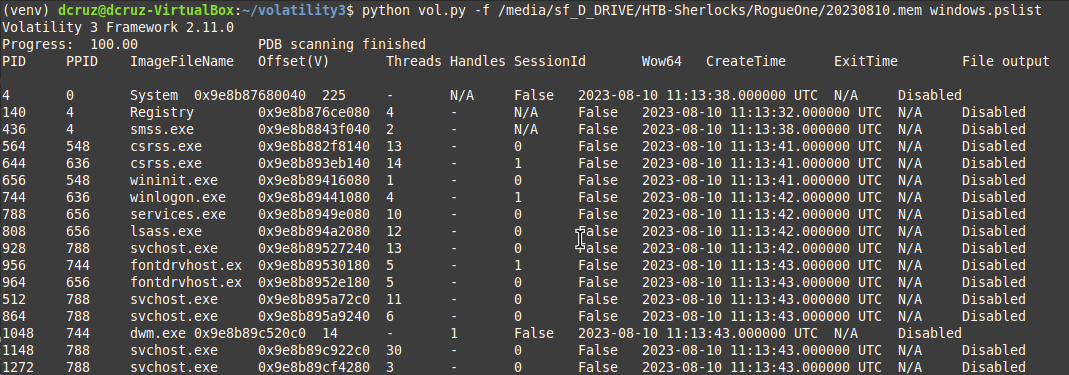 (venv) dcruz@dcruz-VirtualBox:~/volatility3$ python vol.py -f /media/sf_D_DRIVE/HTB-Sherlocks/RogueOne/20230810.mem windows.pslist
Volatility 3 Framework 2.11.0
Progress:  100.00               PDB scanning finished
PID     PPID    ImageFileName   Offset(V)       Threads Handles SessionId       Wow64   CreateTime      ExitTime        File output
4       0       System  0x9e8b87680040  225     -       N/A     False   2023-08-10 11:13:38.000000 UTC  N/A     Disabled
140     4       Registry        0x9e8b876ce080  4       -       N/A     False   2023-08-10 11:13:32.000000 UTC  N/A     Disabled
436     4       smss.exe        0x9e8b8843f040  2       -       N/A     False   2023-08-10 11:13:38.000000 UTC  N/A     Disabled
564     548     csrss.exe       0x9e8b882f8140  13      -       0       False   2023-08-10 11:13:41.000000 UTC  N/A     Disabled
644     636     csrss.exe       0x9e8b893eb140  14      -       1       False   2023-08-10 11:13:41.000000 UTC  N/A     Disabled
656     548     wininit.exe     0x9e8b89416080  1       -       0       False   2023-08-10 11:13:41.000000 UTC  N/A     Disabled
744     636     winlogon.exe    0x9e8b89441080  4       -       1       False   2023-08-10 11:13:42.000000 UTC  N/A     Disabled
788     656     services.exe    0x9e8b8949e080  10      -       0       False   2023-08-10 11:13:42.000000 UTC  N/A     Disabled
808     656     lsass.exe       0x9e8b894a2080  12      -       0       False   2023-08-10 11:13:42.000000 UTC  N/A     Disabled
928     788     svchost.exe     0x9e8b89527240  13      -       0       False   2023-08-10 11:13:42.000000 UTC  N/A     Disabled
956     744     fontdrvhost.ex  0x9e8b89530180  5       -       1       False   2023-08-10 11:13:43.000000 UTC  N/A     Disabled
964     656     fontdrvhost.ex  0x9e8b8952e180  5       -       0       False   2023-08-10 11:13:43.000000 UTC  N/A     Disabled
512     788     svchost.exe     0x9e8b895a72c0  11      -       0       False   2023-08-10 11:13:43.000000 UTC  N/A     Disabled
864     788     svchost.exe     0x9e8b895a9240  6       -       0       False   2023-08-10 11:13:43.000000 UTC  N/A     Disabled
1048    744     dwm.exe 0x9e8b89c520c0  14      -       1       False   2023-08-10 11:13:43.000000 UTC  N/A     Disabled
1148    788     svchost.exe     0x9e8b89c922c0  30      -       0       False   2023-08-10 11:13:43.000000 UTC  N/A     Disabled
1272    788     svchost.exe     0x9e8b89cf4280  3       -       0       False   2023-08-10 11:13:43.000000 UTC  N/A     Disabled